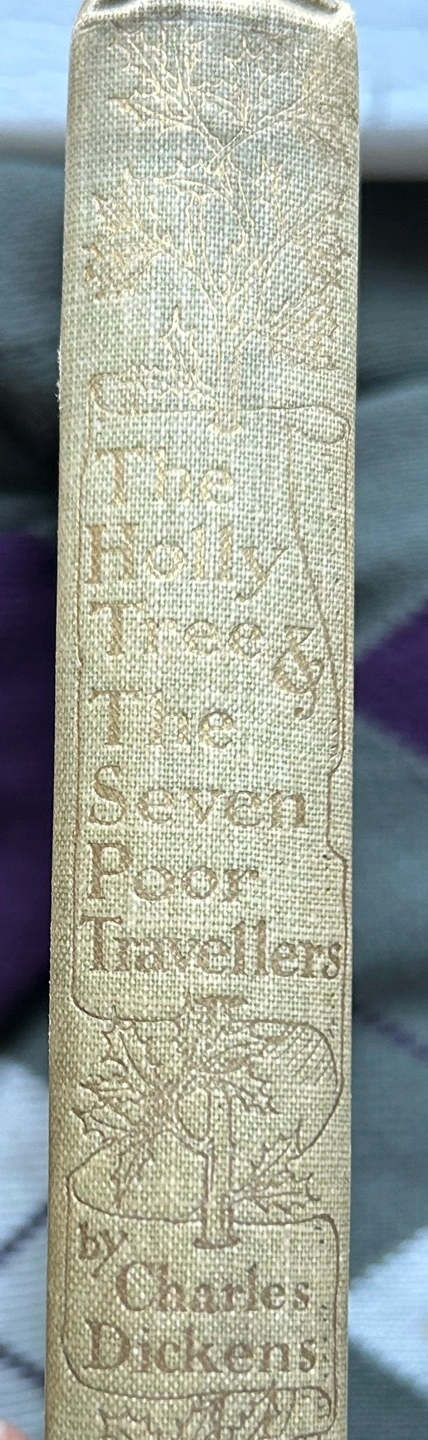 The
Holly
Tree &
The
Seven
Poor
Travellers
by
Charles
Dickens